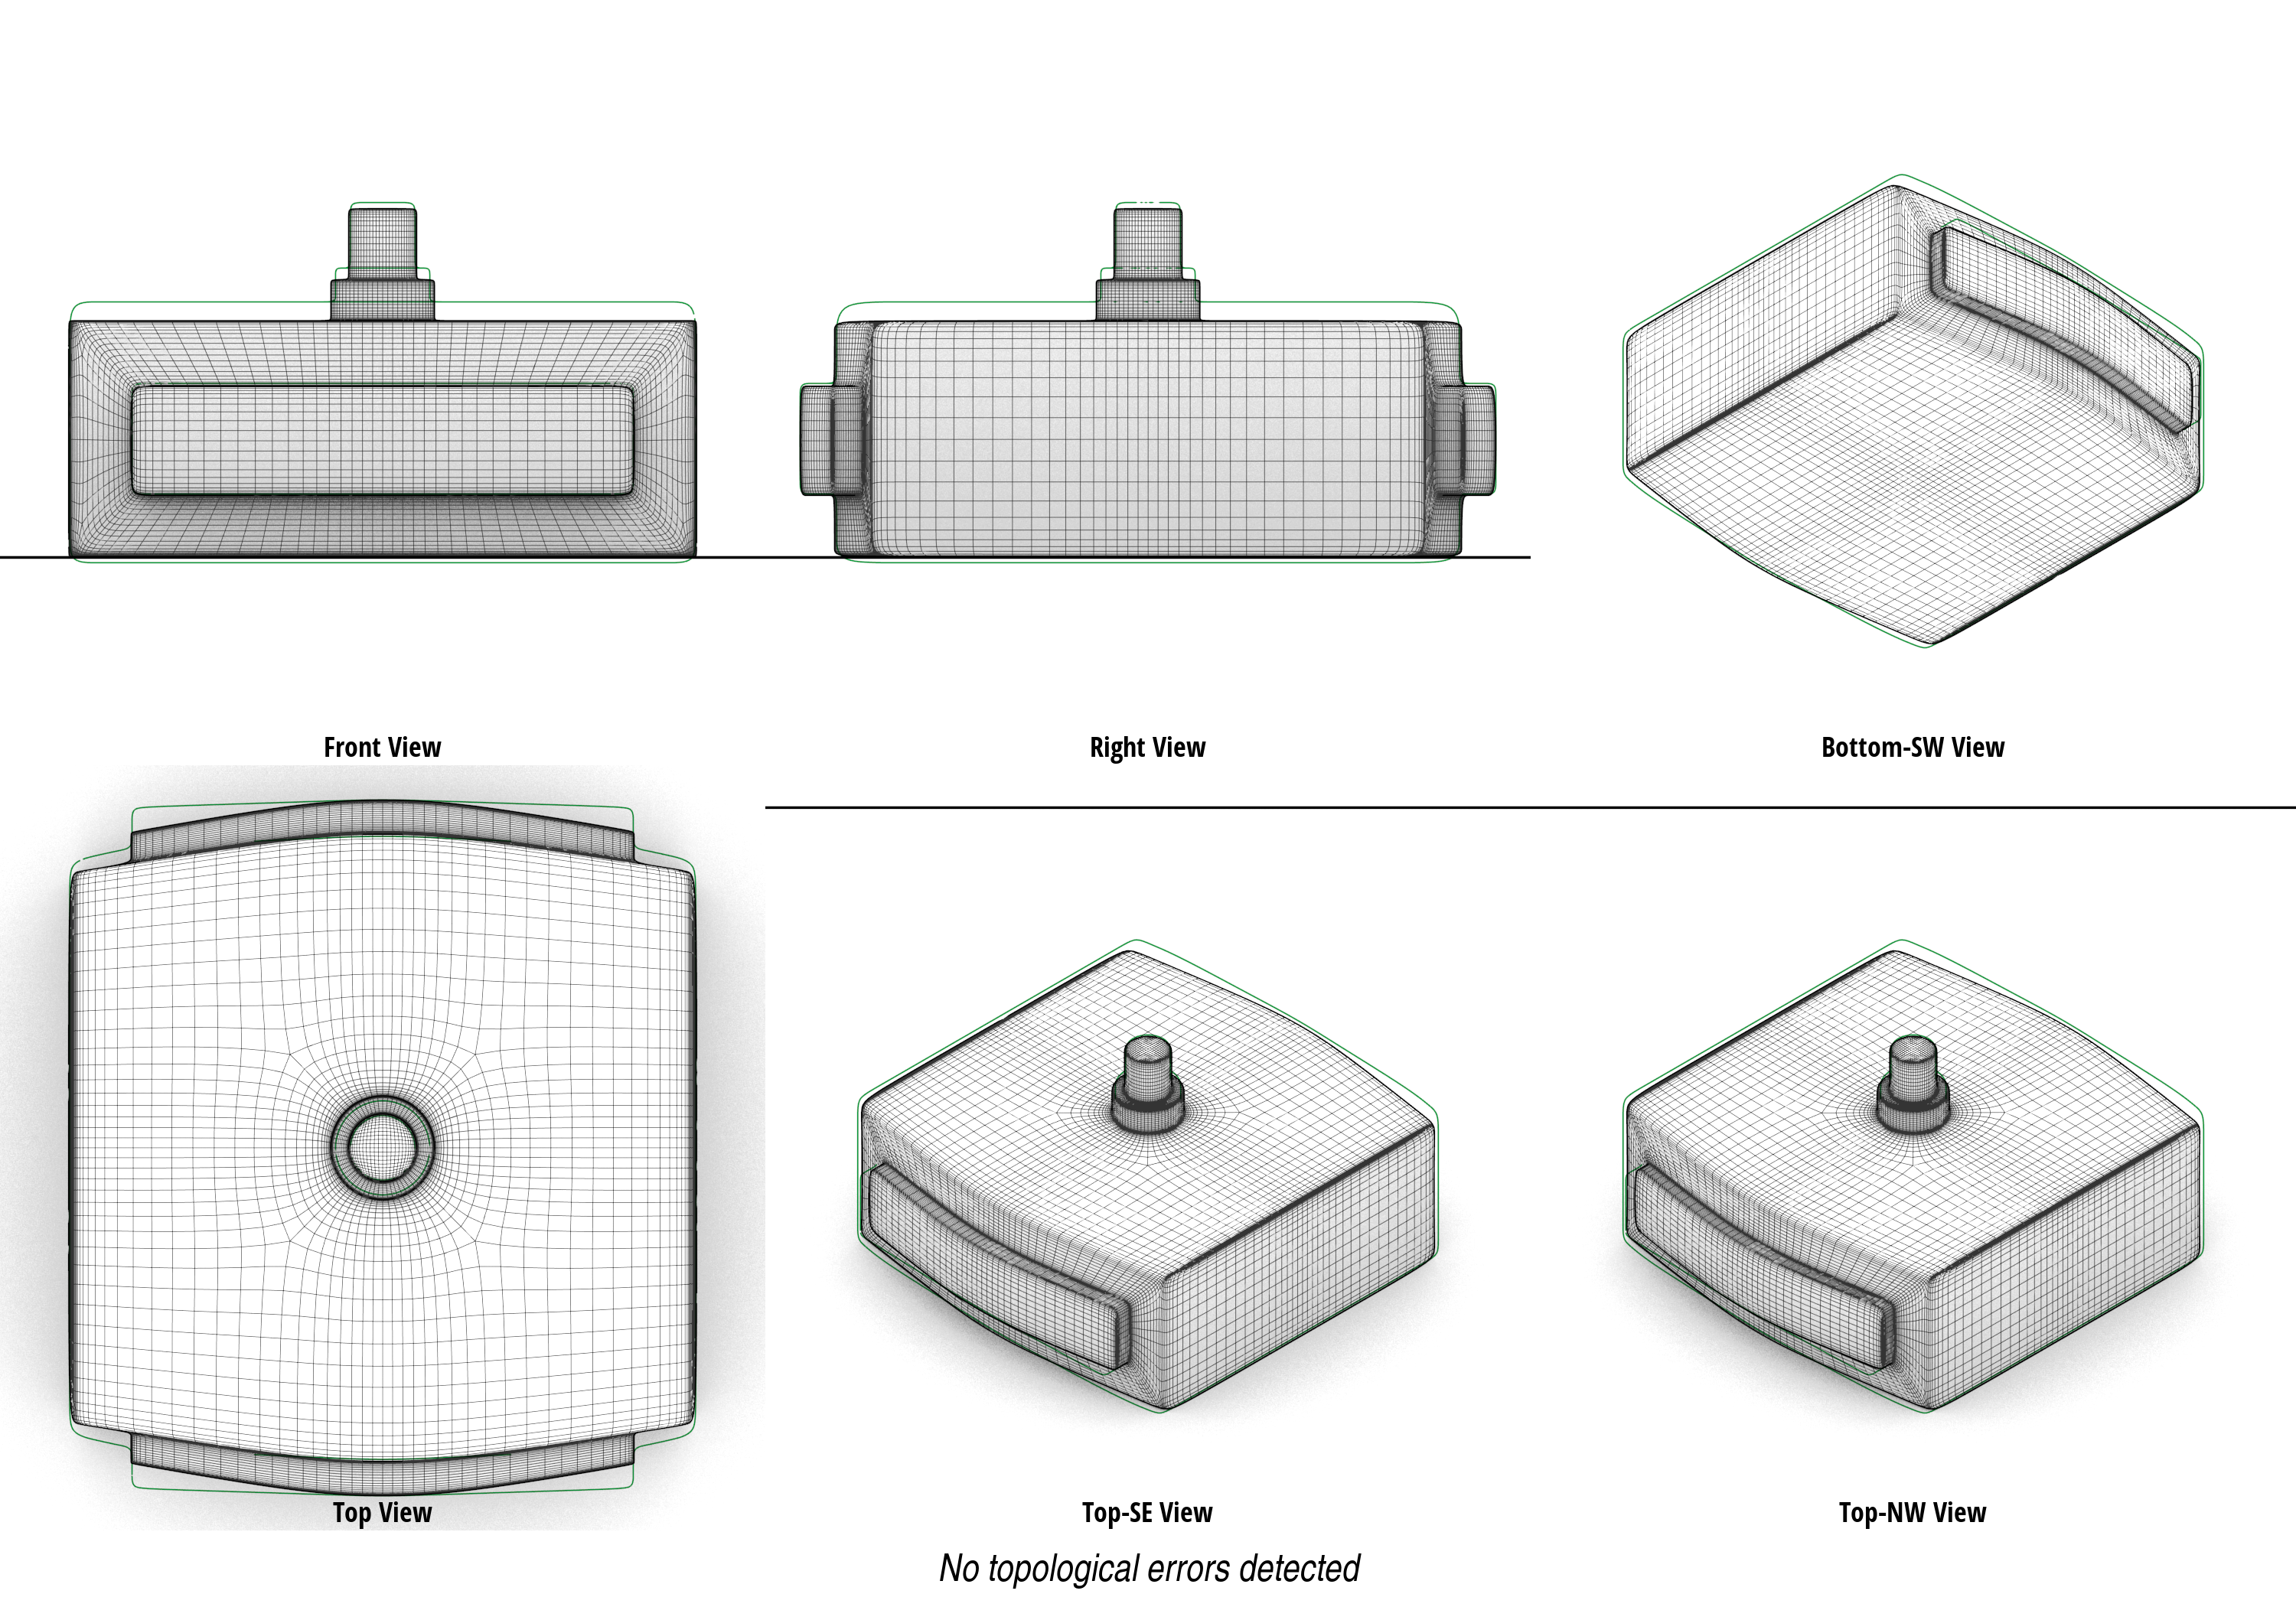 Front View
Right View
Bottom-SW View
Top View
Top-SE View
Top-NW View
No topological errors detected